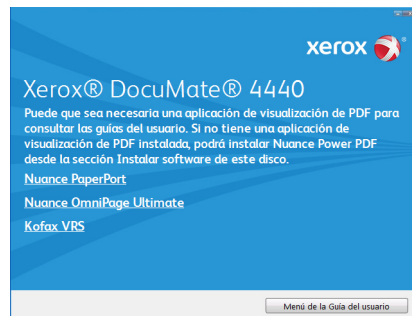 xerox
Xerox® DocuMate® 4440
Puede que sea necesaria una aplicación de visualización de PDF para
consultar las guías del usuario. Si no tiene una aplicación de
visualización de PDF instalada, podrá instalar Nuance Power PDF
desde la sección Instalar software de este disco.
Nuance PaperPort
Nuance OmniPage Ultimate
Kofax VRS
Menú de la Guía del usuario